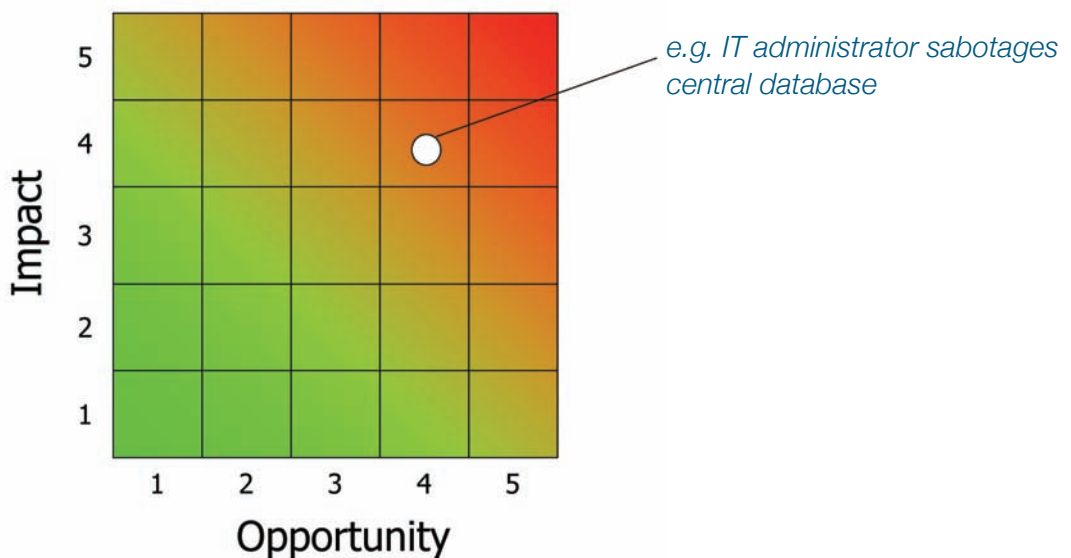 5
e.g. IT administrator sabotages
central database
4
3
2
1
Impact
1 2 3 4 5
Opportunity